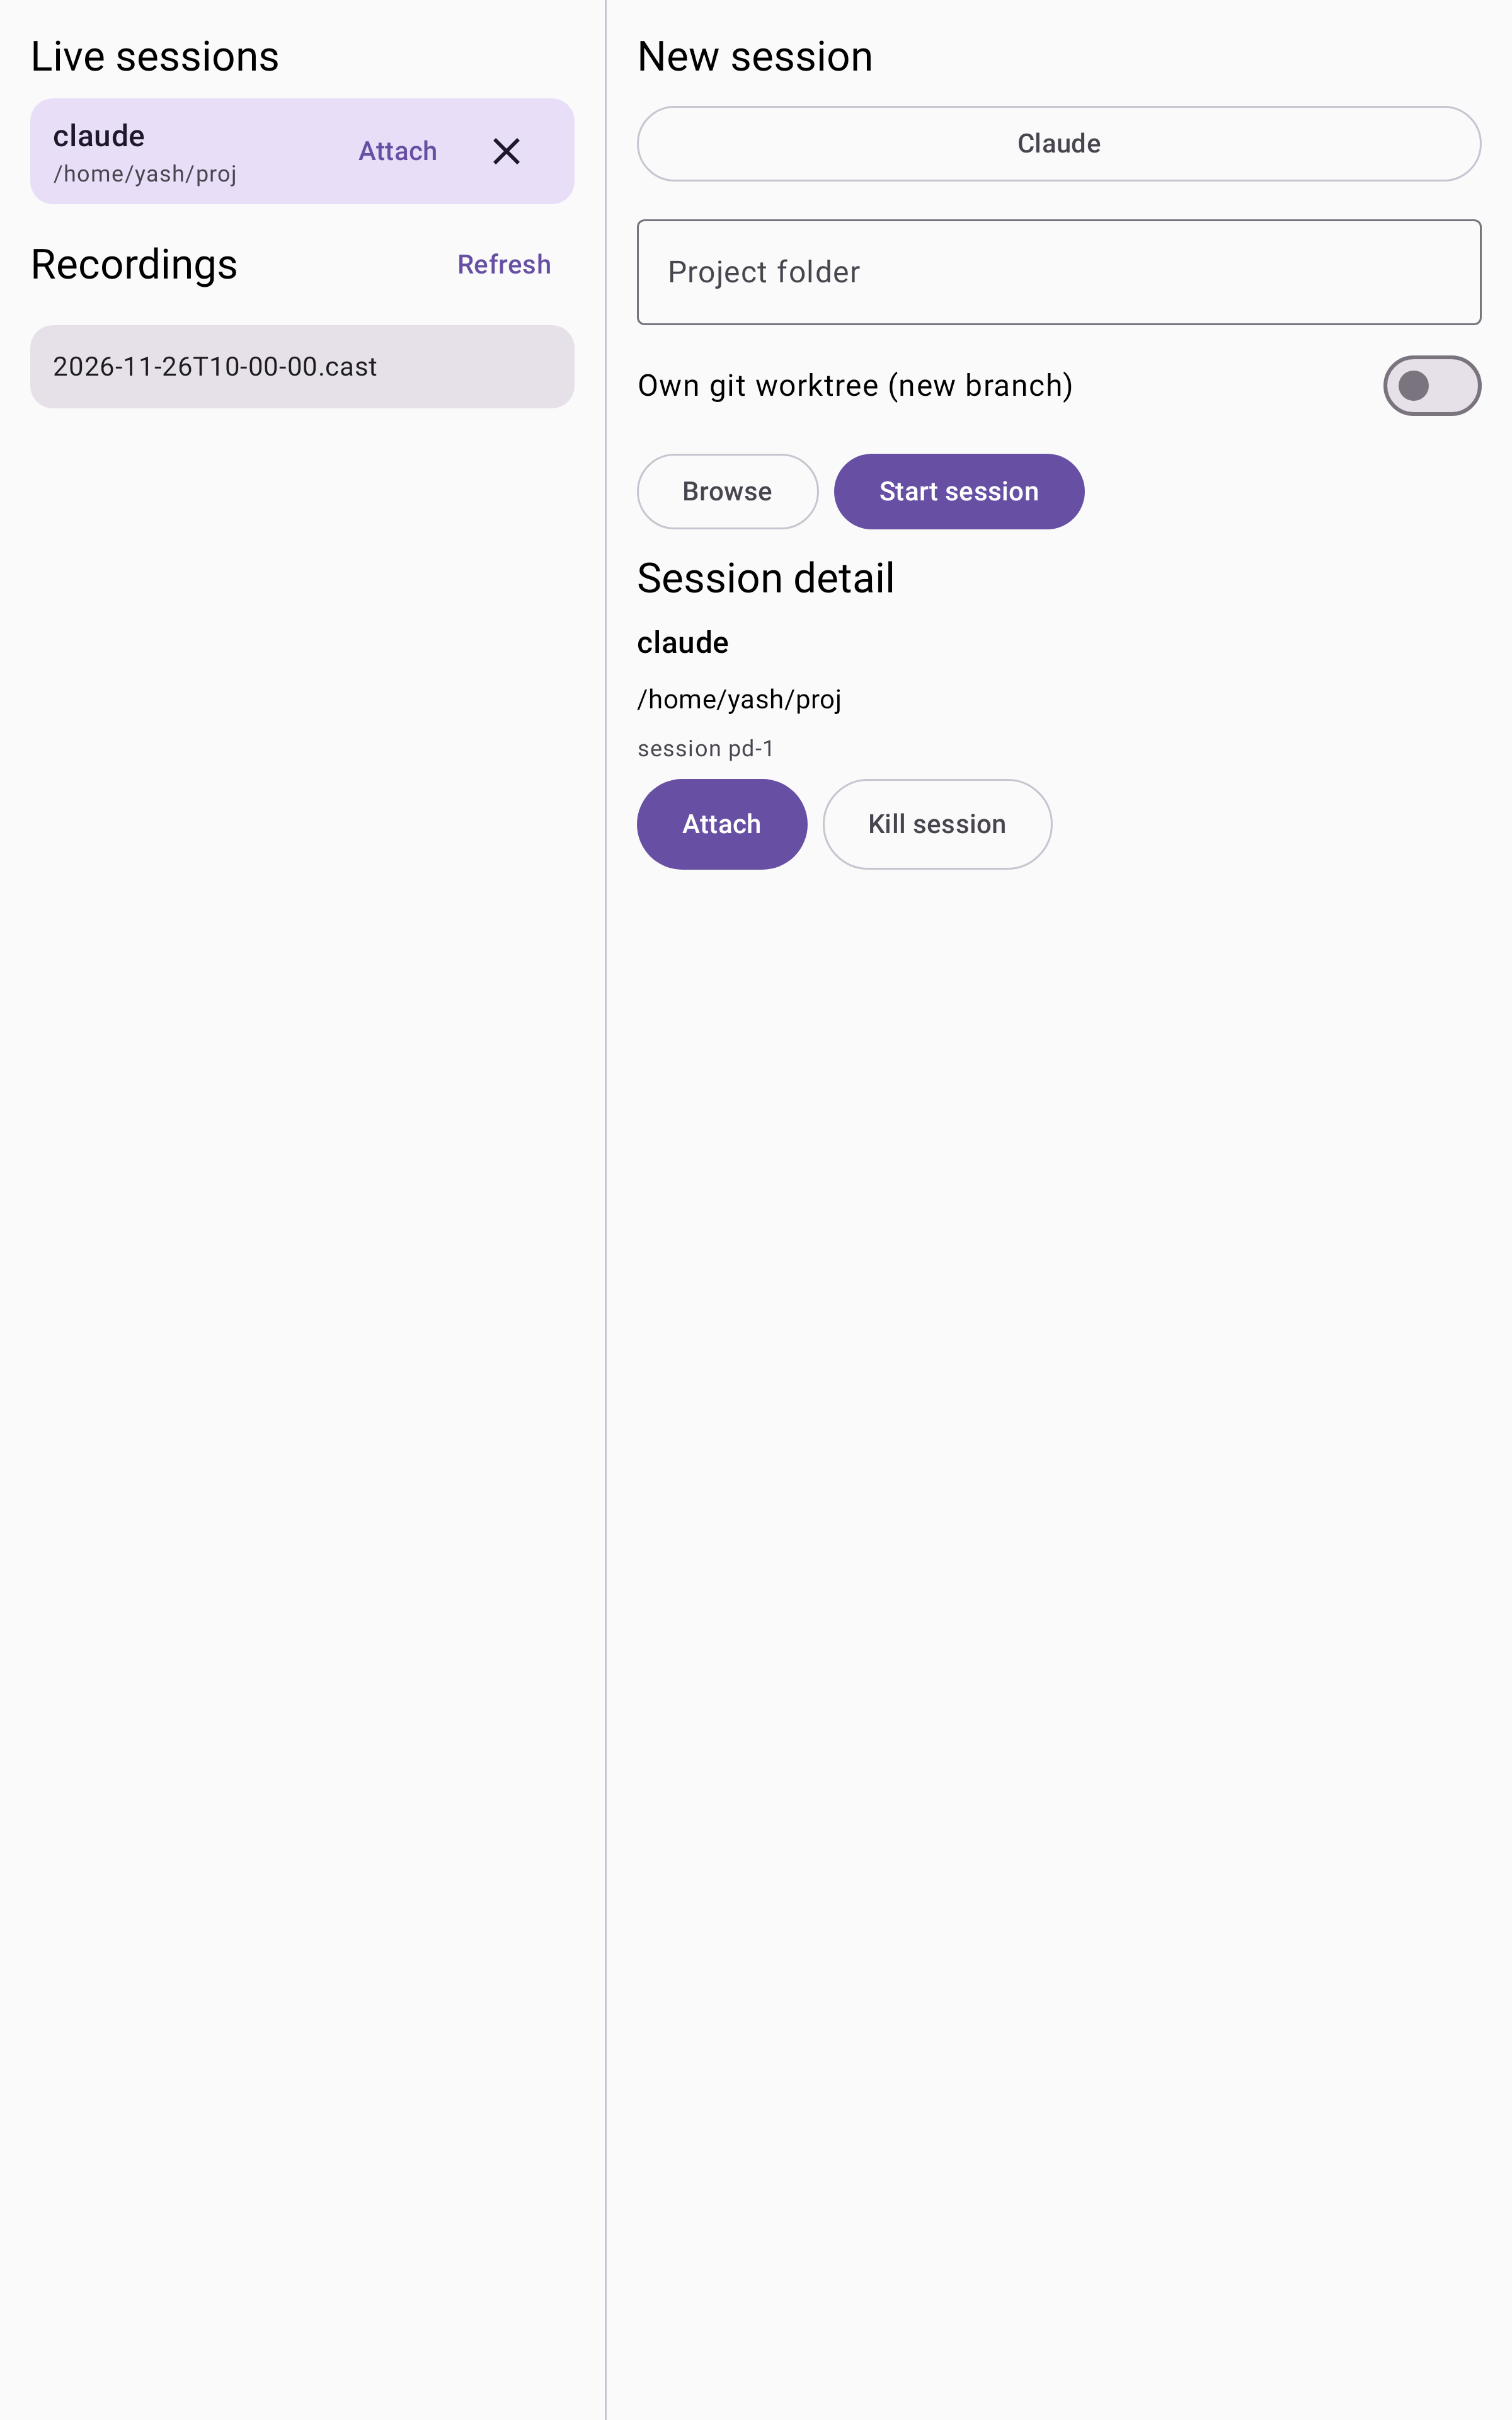 Live sessions
claude
/home/yash/proj
Attach
Recordings
Refresh
2026-11-26T10-00-00.cast
New session
Claude
Project folder
Own git worktree (new branch)
Browse
Start session
Session detail
claude
/home/yash/proj
session pd-1
Attach
Kill session